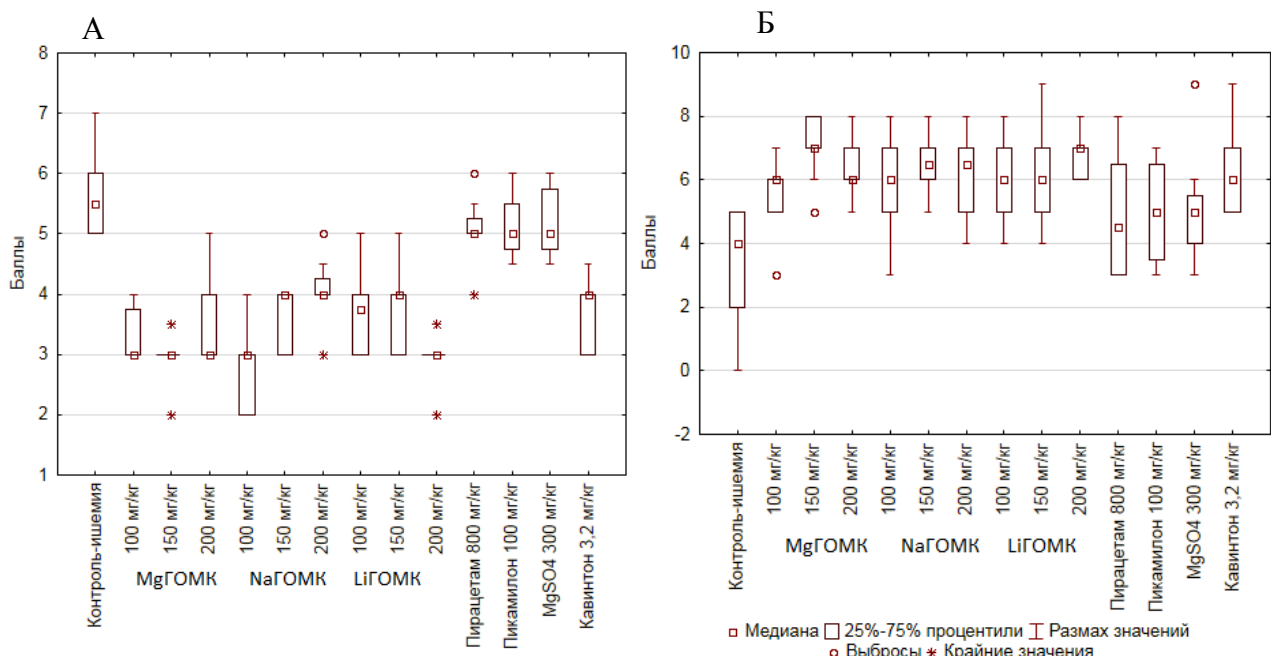 А
8
7
6
5
4
3
2
1
Баллы
Контроль-ишемия
100 мг/кг
150 мг/кг
200 мг/кг
100 мг/кг
150 мг/кг
200 мг/кг
100 мг/кг
150 мг/кг
200 мг/кг
Пирацетам 800 мг/кг
Пикамилон 100 мг/кг
MgSO4 300 мг/кг
Кавинтон 3,2 мг/кг
MgГОМК NaГОМК LiГОМК
Б
10
8
6
4
2
0
-2
Баллы
Контроль-ишемия
100 мг/кг
150 мг/кг
200 мг/кг
100 мг/кг
150 мг/кг
200 мг/кг
100 мг/кг
150 мг/кг
200 мг/кг
Пирацетам 800 мг/кг
Пикамилон 100 мг/кг
MgSO4 300 мг/кг
Кавинтон 3,2 мг/кг
MgГОМК NaГОМК LiГОМК
Медиана 25%-75% процентили Размах значений
Выбросы Крайние значения